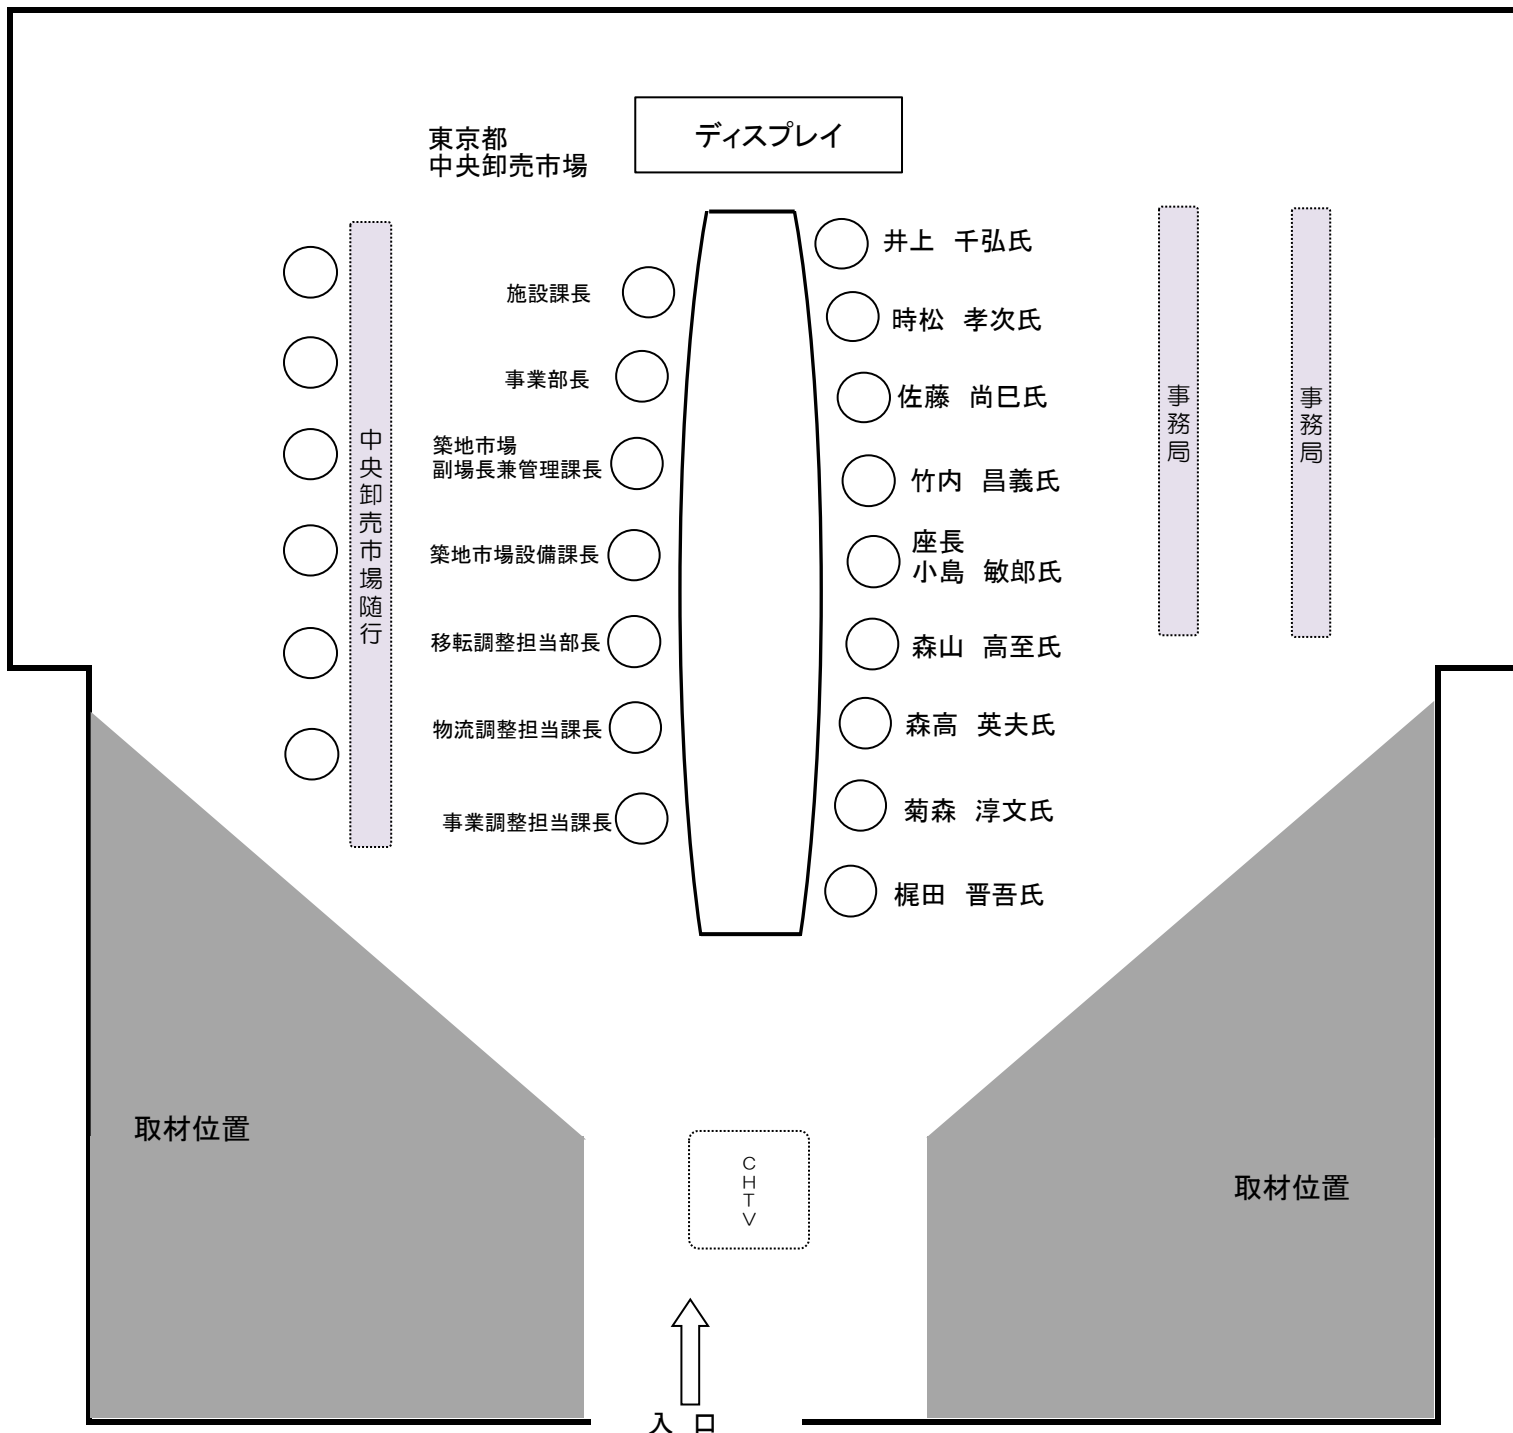 ディスプレイ
東京都
中央卸売市場
井上　千弘氏
時松　孝次氏
佐藤　尚巳氏
竹内　昌義氏
座長
小島　敏郎氏
森山　高至氏
森高　英夫氏
菊森　淳文氏
梶田　晋吾氏
施設課長
事業部長
築地市場
副場長兼管理課長
築地市場設備課長
移転調整担当部長
物流調整担当課長
事業調整担当課長
中央卸売市場随行
事務局
事務局
取材位置
取材位置
CHTV
入　口